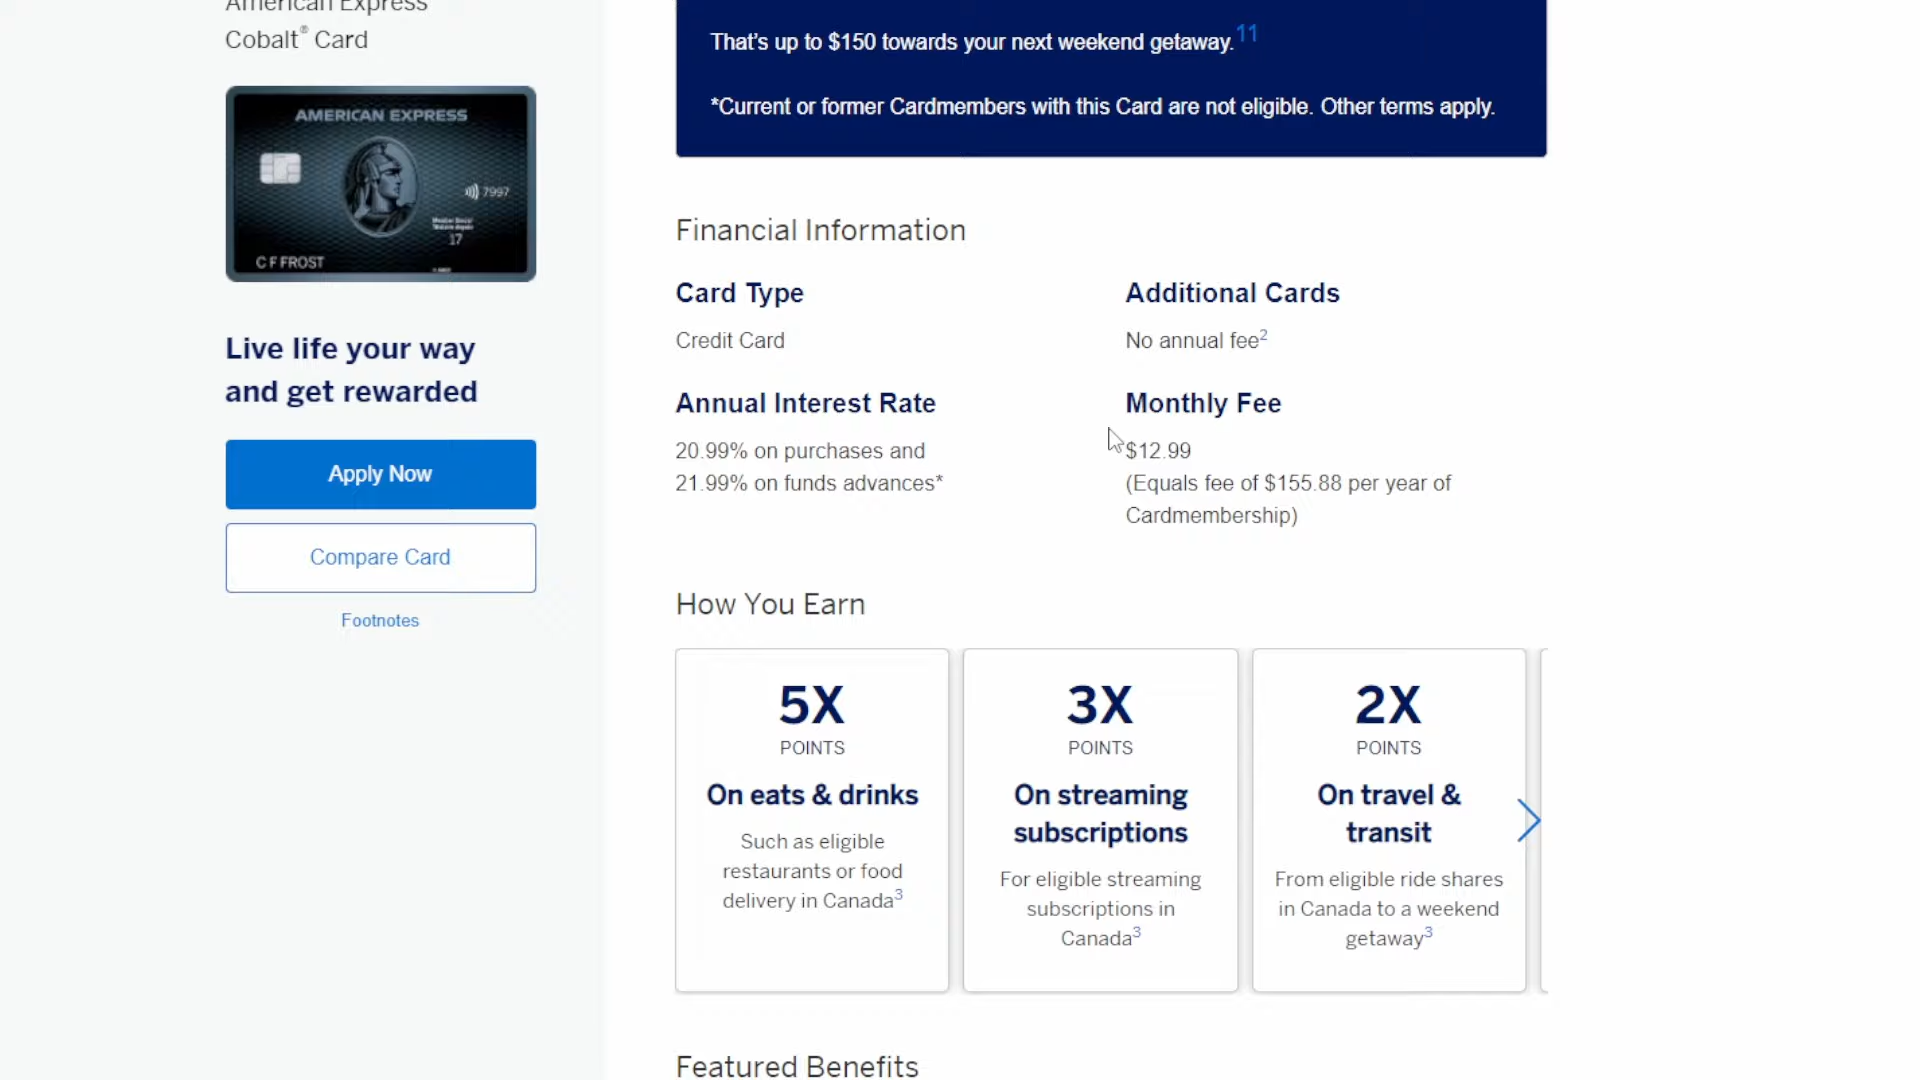 American Express
Cobalt® Card
AMERICAN EXPRESS
7997
17
C F FROST
Live life your way
and get rewarded
Apply Now
Compare Card
Footnotes
That's up to $150 towards your next weekend getaway.11
*Current or former Cardmembers with this Card are not eligible. Other terms apply.
Financial Information
Card Type
Credit Card
Additional Cards
No annual fee2
Annual Interest Rate
20.99% on purchases and
21.99% on funds advances*
Monthly Fee
$12.99
(Equals fee of $155.88 per year of
Cardmembership)
How You Earn
5X
POINTS
On eats & drinks
Such as eligible
restaurants or food
delivery in Canada3
3X
POINTS
On streaming
subscriptions
For eligible streaming
subscriptions in
Canada3
2X
POINTS
On travel &
transit
From eligible ride shares
in Canada to a weekend
getaway3
Featured Benefits